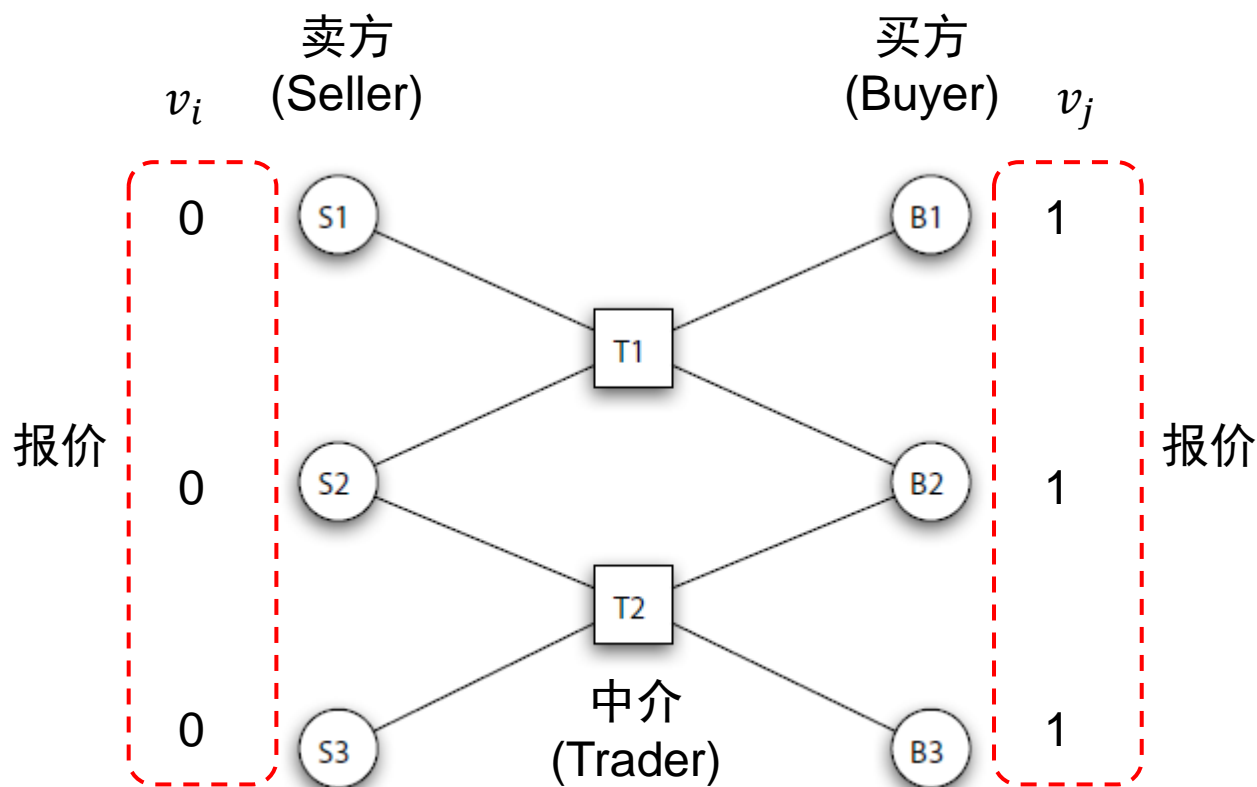 卖方
(Seller)
买方
(Buyer)
v_i
v_j
0
S1
B1
1
T1
报价
0
S2
B2
1
报价
T2
中介
(Trader)
0
S3
B3
1